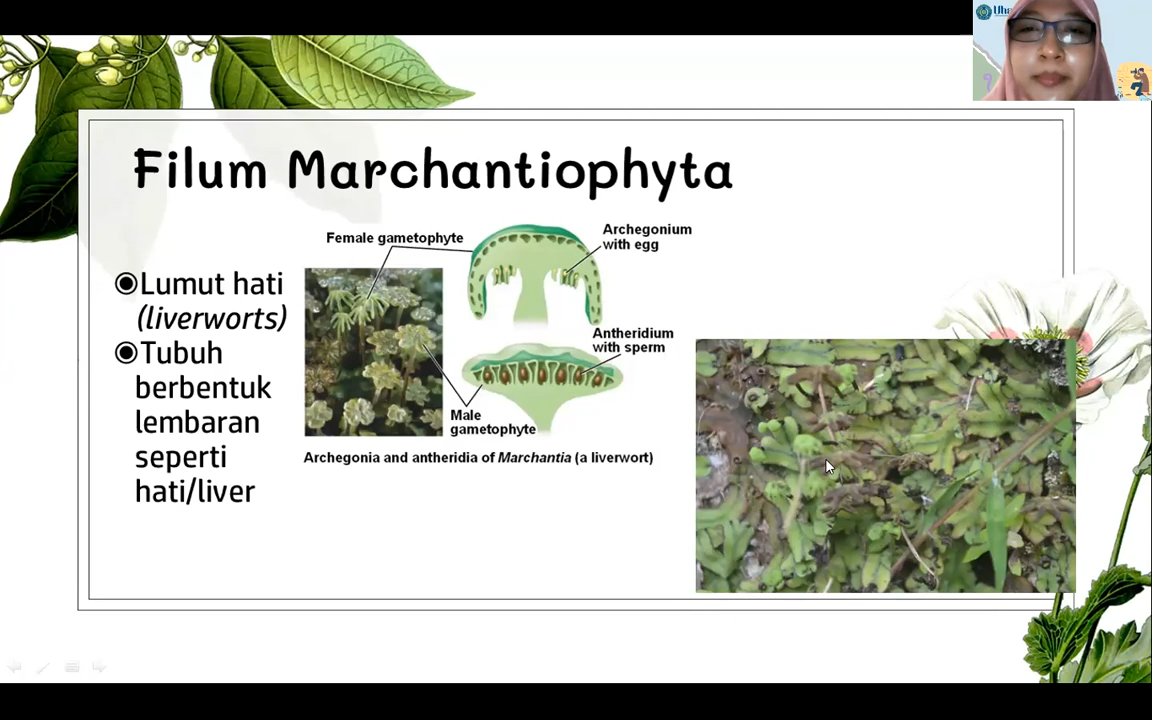 Filum Marchantiophyta
◉Lumut hati
(liverworts)
◉Tubuh
berbentuk
lembaran
seperti
hati/liver
Female gametophyte
Archegonium
with egg
Antheridium
with sperm
Male
gametophyte
Archegonia and antheridia of Marchantia (a liverwort)